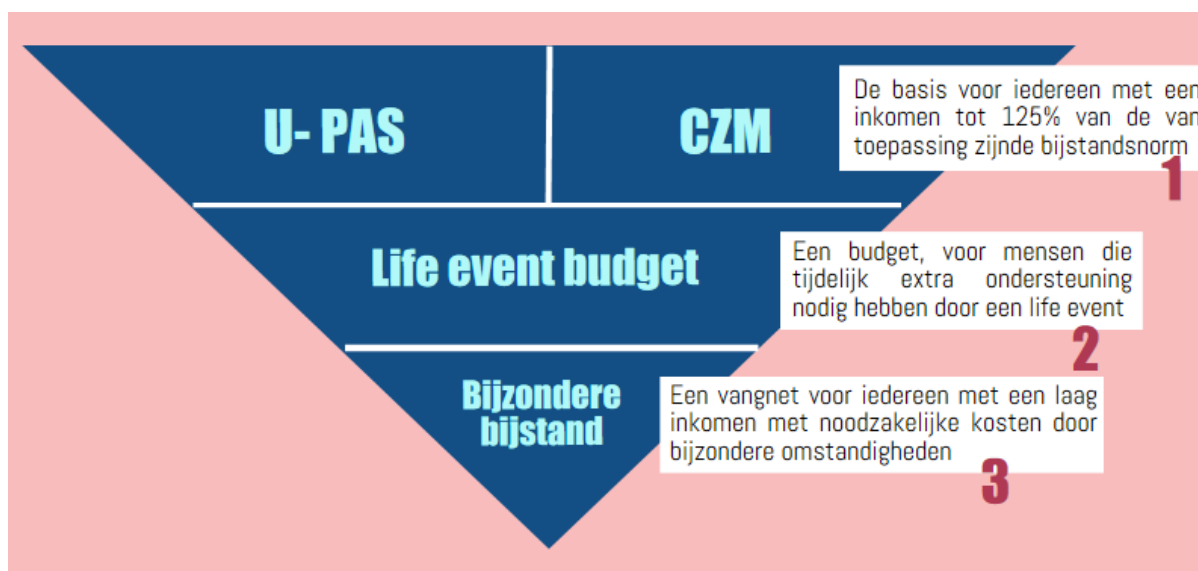 U- PAS
CZM
De basis voor iedereen met een
inkomen tot 125% van de van
toepassing zijnde bijstandsnorm
1
Life event budget
Een budget, voor mensen die
tijdelijk extra ondersteuning
nodig hebben door een life event
2
Bijzondere
bijstand
Een vangnet voor iedereen met een laag
inkomen met noodzakelijke kosten door
bijzondere omstandigheden
3